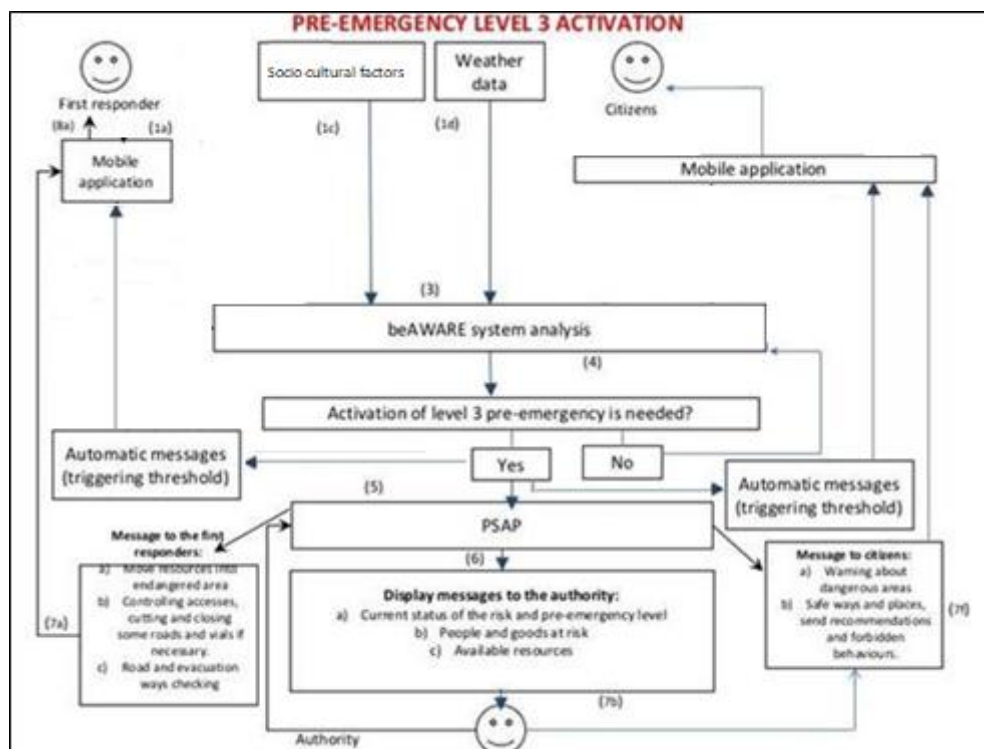 PRE-EMERGENCY LEVEL 3 ACTIVATION
Socio cultural factors
Weather
data
First responder
Citizens
(8a)
(1a)
(1c)
(1d)
Mobile
application
Mobile application
(3)
beAWARE system analysis
(4)
Activation of level 3 pre-emergency is needed?
Automatic messages
(triggering threshold)
Yes
No
Automatic messages
(triggering threshold)
(5)
PSAP
Message to the first
responders:
a) Move resources into
endangered area
b) Controlling accesses,
cutting and closing
some roads and vials if
necessary.
c) Road and evacuation
ways checking
(7a)
(6)
Display messages to the authority:
a) Current status of the risk and pre-emergency level
b) People and goods at risk
c) Available resources
Message to citizens:
a) Warning about
dangerous areas
b) Safe ways and places,
send recommendations
and forbidden
behaviours.
(7f)
(7b)
Authority